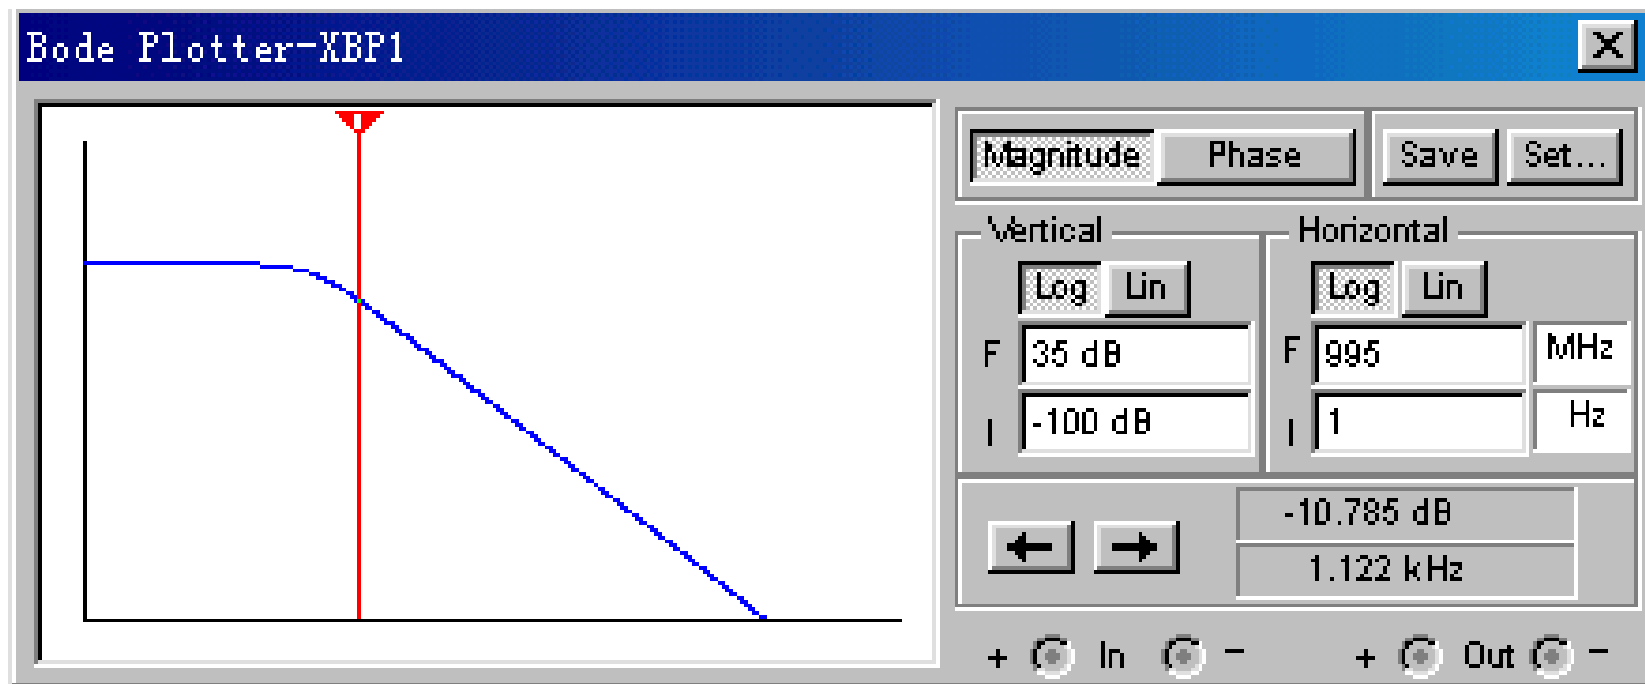 Bode Plotter-XBP1
Magnitude Phase Save Set...
Vertical Horizontal
Log Lin Log Lin
F 35 dB F 995 MHz
I -100 dB I 1 Hz
-10.785 dB
1.122 kHz
+ In - + Out -
1